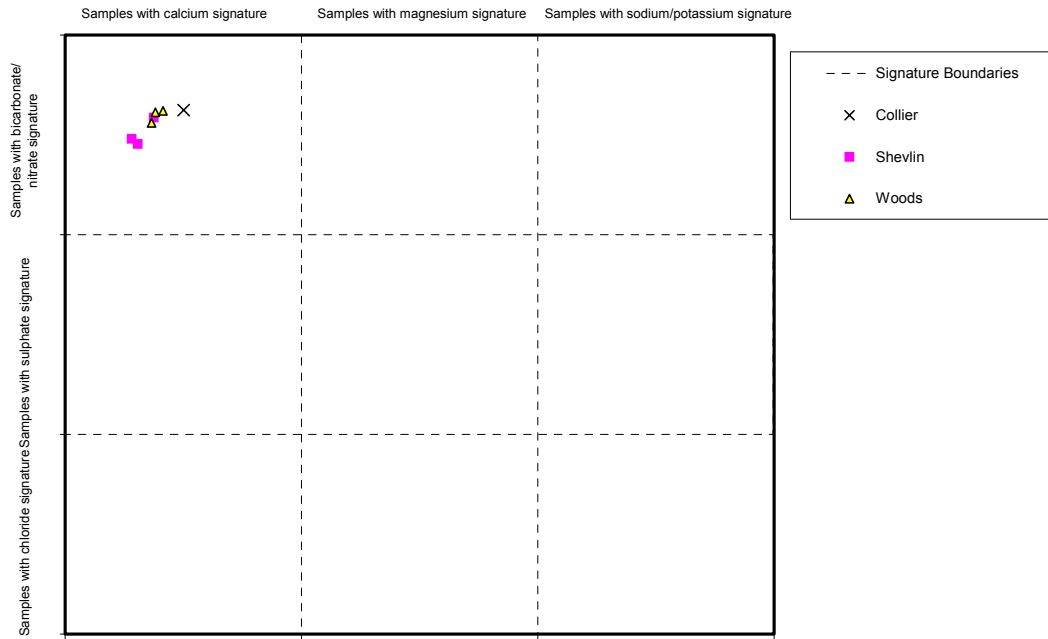 Samples with calcium signature
Samples with magnesium signature
Samples with sodium/potassium signature
Samples with bicarbonate/
nitrate signature
Samples with sulphate signature
Samples with chloride signature
Signature Boundaries
Collier
Shevlin
Woods